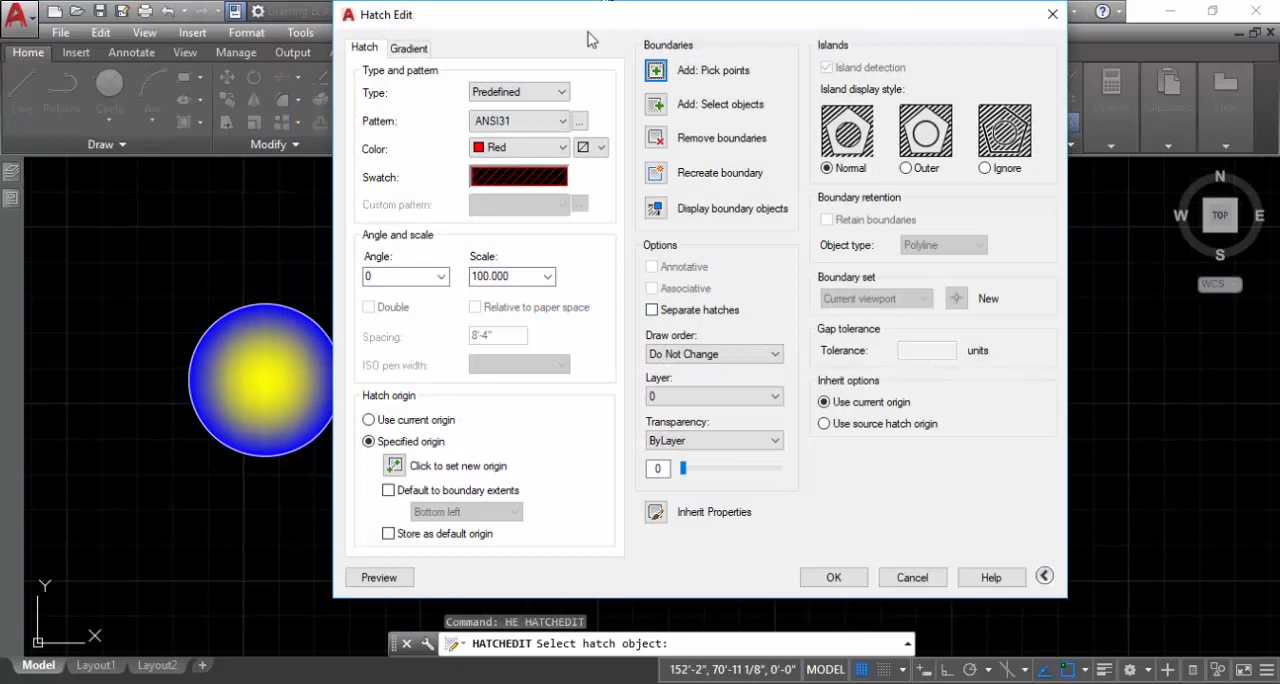 Hatch Edit
File Edit View Insert Format Tools
Home Insert Annotate View Manage Output
Line Polyline Circle Arc
Draw Modify
Hatch Gradient
Type and pattern
Type: Predefined
Pattern: ANSI31 ...
Color: Red
Swatch:
Custom pattern: ...
Angle and scale
Angle: Scale:
0 100.000
Double Relative to paper space
Spacing: 8'-4"
ISO pen width:
Hatch origin
Use current origin
Specified origin
Click to set new origin
Default to boundary extents
Bottom left
Store as default origin
Preview
Boundaries
Add: Pick points
Add: Select objects
Remove boundaries
Recreate boundary
Display boundary objects
Options
Annotative
Associative
Separate hatches
Draw order:
Do Not Change
Layer:
0
Transparency:
ByLayer
0
Inherit Properties
Islands
Island detection
Island display style:
Normal Outer Ignore
Boundary retention
Retain boundaries
Object type: Polyline
Boundary set
Current viewport New
Gap tolerance
Tolerance: units
Inherit options
Use current origin
Use source hatch origin
OK Cancel Help
N
W TOP E
S
WCS
Y
X
Command: HE HATCHEDIT
HATCHEDIT Select hatch object:
Model Layout1 Layout2 +
152'-2", 70'-11 1/8", 0'-0" MODEL